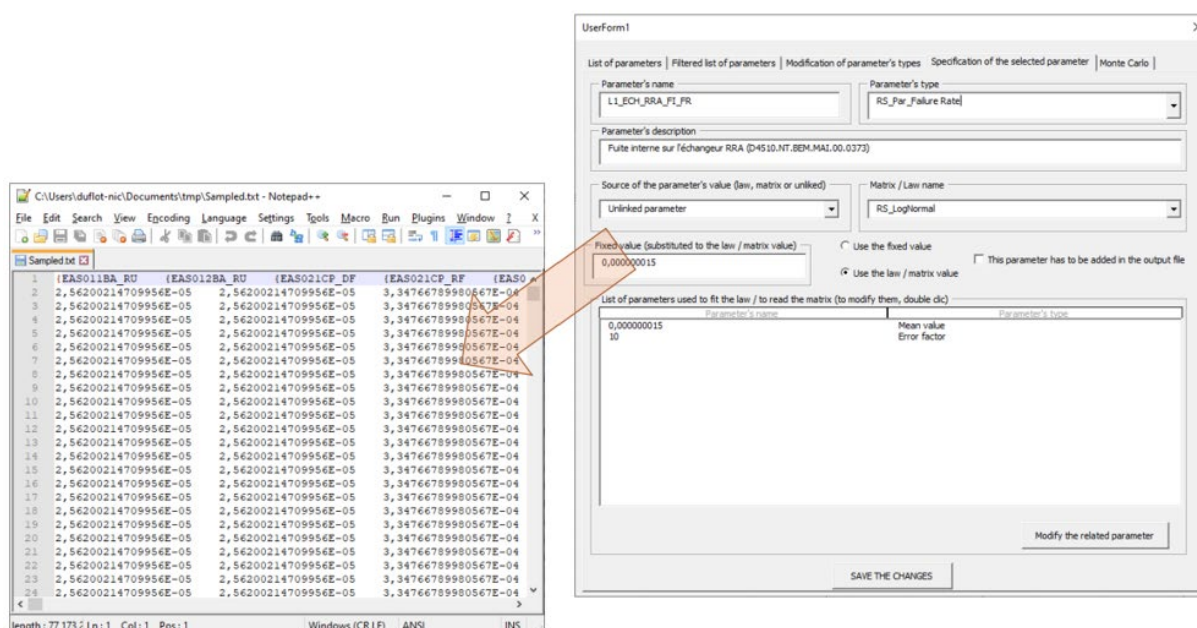 C:\Users\duflot-nic\Documents\tmp\Sampled.txt - Notepad++
File Edit Search View Encoding Language Settings Tools Macro Run Plugins Window ? X
Sampled.txt
1 {EAS011BA_RU {EAS012BA_RU {EAS021CP_DF {EAS021CP_RF {EAS0
2 2,56200214709956E-05 2,56200214709956E-05 3,34766789980567E-04
3 2,56200214709956E-05 2,56200214709956E-05 3,34766789980567E-04
4 2,56200214709956E-05 2,56200214709956E-05 3,34766789980567E-04
5 2,56200214709956E-05 2,56200214709956E-05 3,34766789980567E-04
6 2,56200214709956E-05 2,56200214709956E-05 3,34766789980567E-04
7 2,56200214709956E-05 2,56200214709956E-05 3,34766789980567E-04
8 2,56200214709956E-05 2,56200214709956E-05 3,34766789980567E-04
9 2,56200214709956E-05 2,56200214709956E-05 3,34766789980567E-04
10 2,56200214709956E-05 2,56200214709956E-05 3,34766789980567E-04
11 2,56200214709956E-05 2,56200214709956E-05 3,34766789980567E-04
12 2,56200214709956E-05 2,56200214709956E-05 3,34766789980567E-04
13 2,56200214709956E-05 2,56200214709956E-05 3,34766789980567E-04
14 2,56200214709956E-05 2,56200214709956E-05 3,34766789980567E-04
15 2,56200214709956E-05 2,56200214709956E-05 3,34766789980567E-04
16 2,56200214709956E-05 2,56200214709956E-05 3,34766789980567E-04
17 2,56200214709956E-05 2,56200214709956E-05 3,34766789980567E-04
18 2,56200214709956E-05 2,56200214709956E-05 3,34766789980567E-04
19 2,56200214709956E-05 2,56200214709956E-05 3,34766789980567E-04
20 2,56200214709956E-05 2,56200214709956E-05 3,34766789980567E-04
21 2,56200214709956E-05 2,56200214709956E-05 3,34766789980567E-04
22 2,56200214709956E-05 2,56200214709956E-05 3,34766789980567E-04
23 2,56200214709956E-05 2,56200214709956E-05 3,34766789980567E-04
24 2,56200214709956E-05 2,56200214709956E-05 3,34766789980567E-04
length : 77 173 2 Ln : 1 Col : 1 Pos : 1 Windows (CR LF) ANSI INS
UserForm1
List of parameters | Filtered list of parameters | Modification of parameter's types | Specification of the selected parameter | Monte Carlo |
Parameter's name Parameter's type
L1_ECH_RRA_FI_FR RS_Par_Failure Rate
Parameter's description
Fuite interne sur l'échangeur RRA (D4510.NT.BEM.MAI.00.0373)
Source of the parameter's value (law, matrix or unliked) Matrix / Law name
Unlinked parameter RS_LogNormal
Fixed value (substituted to the law / matrix value) Use the fixed value
0,000000015 This parameter has to be added in the output file
Use the law / matrix value
List of parameters used to fit the law / to read the matrix (to modify them, double clic)
Parameter's name Parameter's type
0,000000015 Mean value
10 Error factor
Modify the related parameter
SAVE THE CHANGES